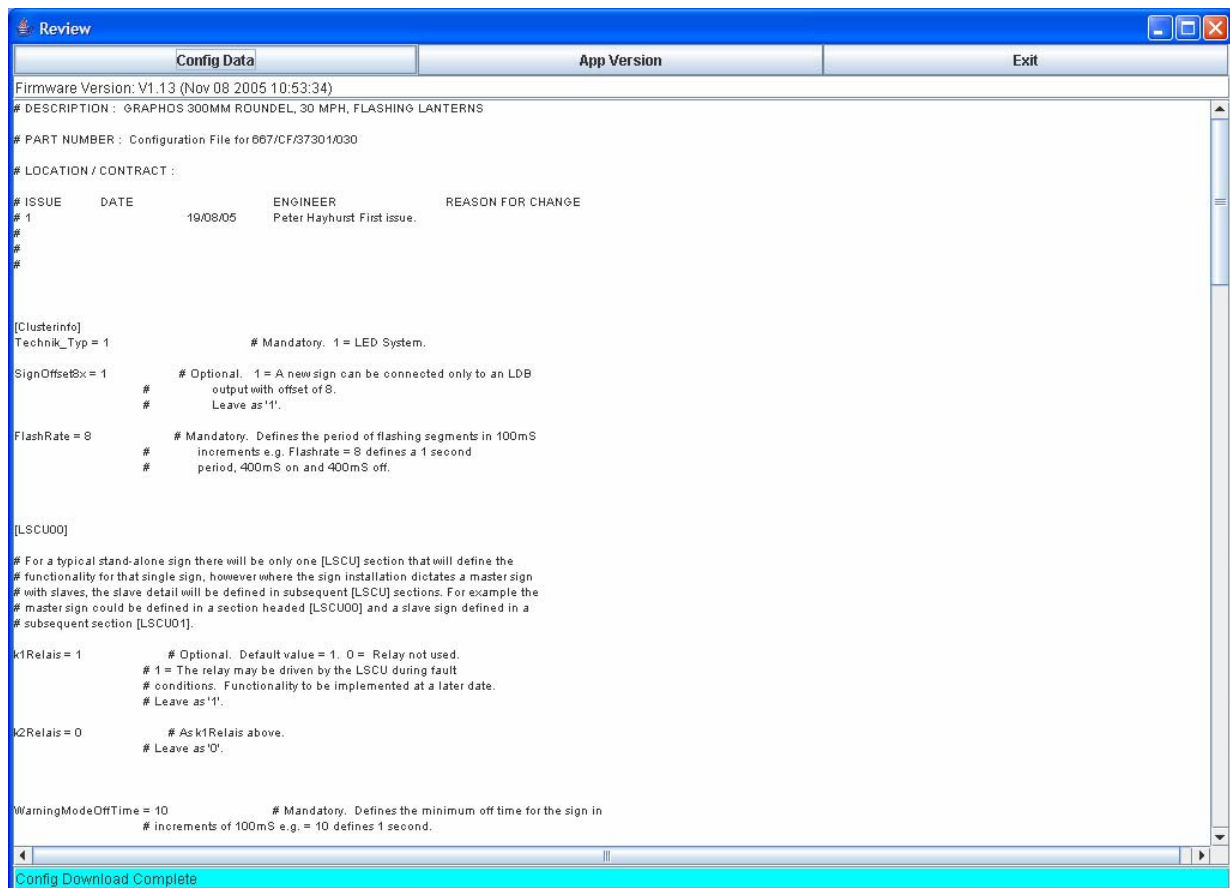 Review
Config Data App Version Exit
Firmware Version: V1.13 (Nov 08 2005 10:53:34)
# DESCRIPTION : GRAPHOS 300MM ROUNDEL, 30 MPH, FLASHING LANTERNS
# PART NUMBER : Configuration File for 667/CF/37301/030
# LOCATION / CONTRACT :
# ISSUE DATE ENGINEER REASON FOR CHANGE
# 1 19/08/05 Peter Hayhurst First issue.
#
#
#
[Clusterinfo]
Technik_Typ = 1 # Mandatory. 1 = LED System.
SignOffset8x = 1 # Optional. 1 = A new sign can be connected only to an LDB
# output with offset of 8.
# Leave as '1'.
FlashRate = 8 # Mandatory. Defines the period of flashing segments in 100mS
# increments e.g. Flashrate = 8 defines a 1 second
# period, 400mS on and 400mS off.
[LSCU00]
# For a typical stand-alone sign there will be only one [LSCU] section that will define the
# functionality for that single sign, however where the sign installation dictates a master sign
# with slaves, the slave detail will be defined in subsequent [LSCU] sections. For example the
# master sign could be defined in a section headed [LSCU00] and a slave sign defined in a
# subsequent section [LSCU01].
k1Relais = 1 # Optional. Default value = 1. 0 = Relay not used.
# 1 = The relay may be driven by the LSCU during fault
# conditions. Functionality to be implemented at a later date.
# Leave as '1'.
k2Relais = 0 # As k1Relais above.
# Leave as '0'.
WarningModeOffTime = 10 # Mandatory. Defines the minimum off time for the sign in
# increments of 100mS e.g. = 10 defines 1 second.
Config Download Complete